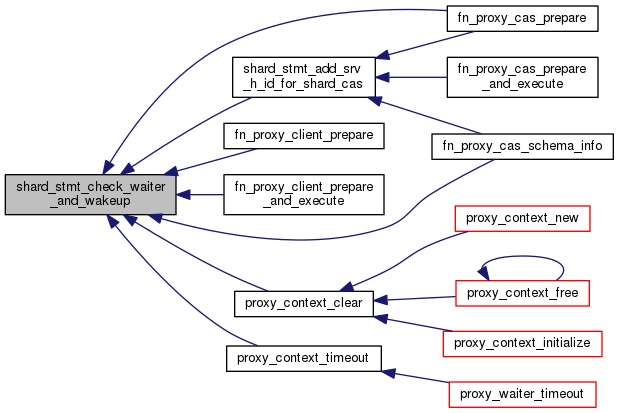 fn_proxy_cas_prepare
shard_stmt_add_srv
_h_id_for_shard_cas
fn_proxy_cas_prepare
_and_execute
fn_proxy_client_prepare
fn_proxy_cas_schema_info
shard_stmt_check_waiter
_and_wakeup
fn_proxy_client_prepare
_and_execute
proxy_context_new
proxy_context_clear
proxy_context_free
proxy_context_initialize
proxy_context_timeout
proxy_waiter_timeout